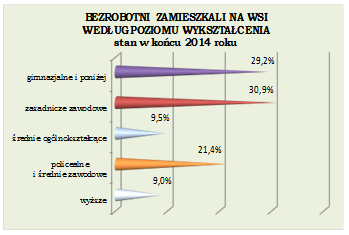 BEZROBOTNI ZAMIESZKALI NA WSI
WEDŁUG POZIOMU WYKSZTAŁCENIA
stan w końcu 2014 roku
gimnazjalne i poniżej
29,2%
zasadnicze zawodowe
30,9%
średnie ogólnokształcące
9,5%
policealne
i średnie zawodowe
21,4%
wyższe
9,0%